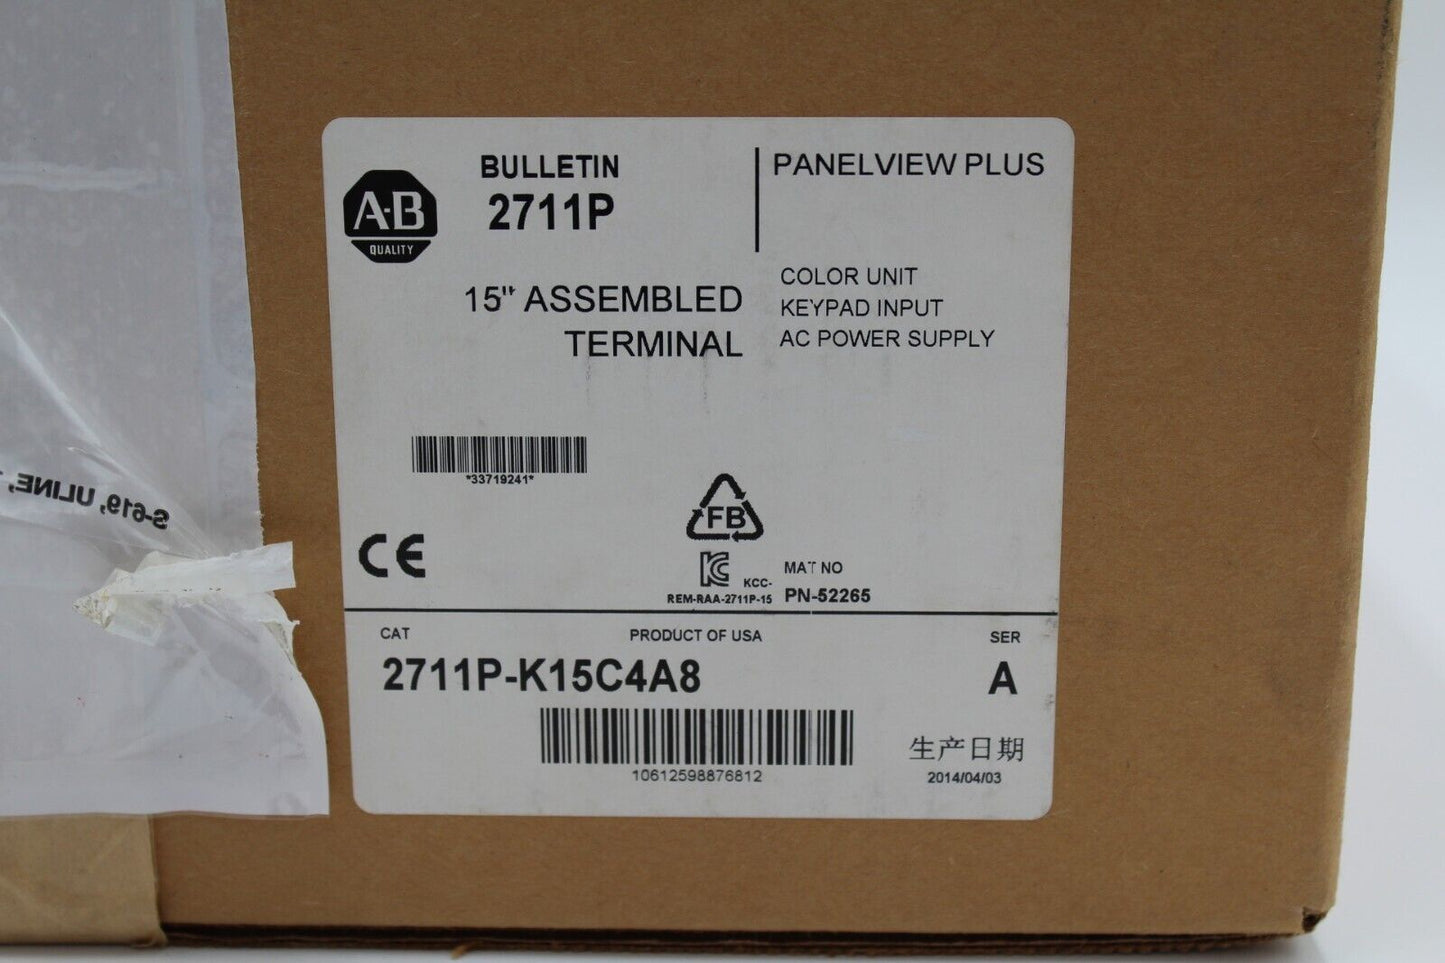 BULLETIN
2711P
PANELVIEW PLUS
A-B
QUALITY
15" ASSEMBLED
TERMINAL
COLOR UNIT
KEYPAD INPUT
AC POWER SUPPLY
*33719241*
S-619, ULINE,
FB
CE
KC
KCC-
REM-RAA-2711P-15
MAT NO
PN-52265
CAT
PRODUCT OF USA
SER
2711P-K15C4A8
A
10612598876812
生产日期
2014/04/03